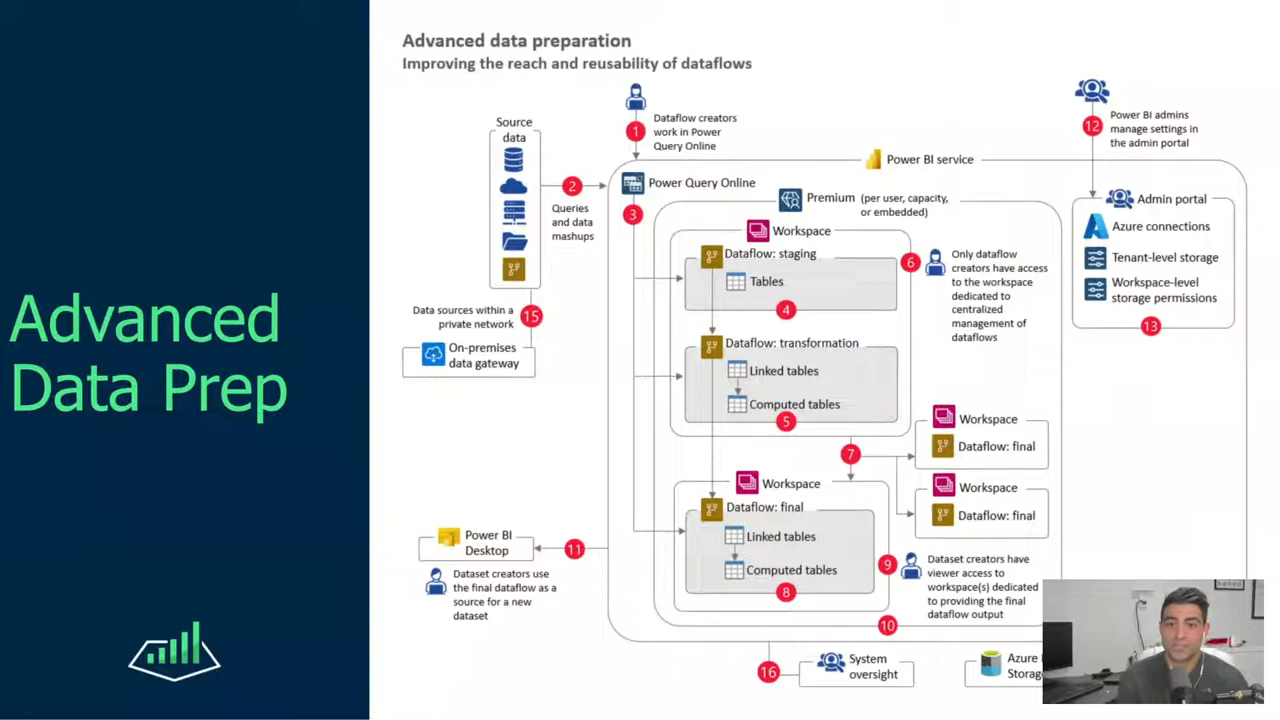 Advanced
Data Prep
Advanced data preparation
Improving the reach and reusability of dataflows
Source
data
1
Dataflow creators
work in Power
Query Online
12
Power BI admins
manage settings in
the admin portal
Power BI service
2
Queries
and data
mashups
Power Query Online
3
Premium (per user, capacity,
or embedded)
Admin portal
Azure connections
Tenant-level storage
Workspace-level
storage permissions
13
Workspace
Dataflow: staging
Tables
4
6
Only dataflow
creators have access
to the workspace
dedicated to
centralized
management of
dataflows
Data sources within a
private network
15
On-premises
data gateway
Dataflow: transformation
Linked tables
Computed tables
5
7
Workspace
Dataflow: final
Workspace
Dataflow: final
Workspace
Dataflow: final
Linked tables
Computed tables
8
9
Dataset creators have
viewer access to
workspace(s) dedicated
to providing the final
dataflow output
10
Power BI
Desktop
11
Dataset creators use
the final dataflow as a
source for a new
dataset
16
System
oversight
Azure
Storage